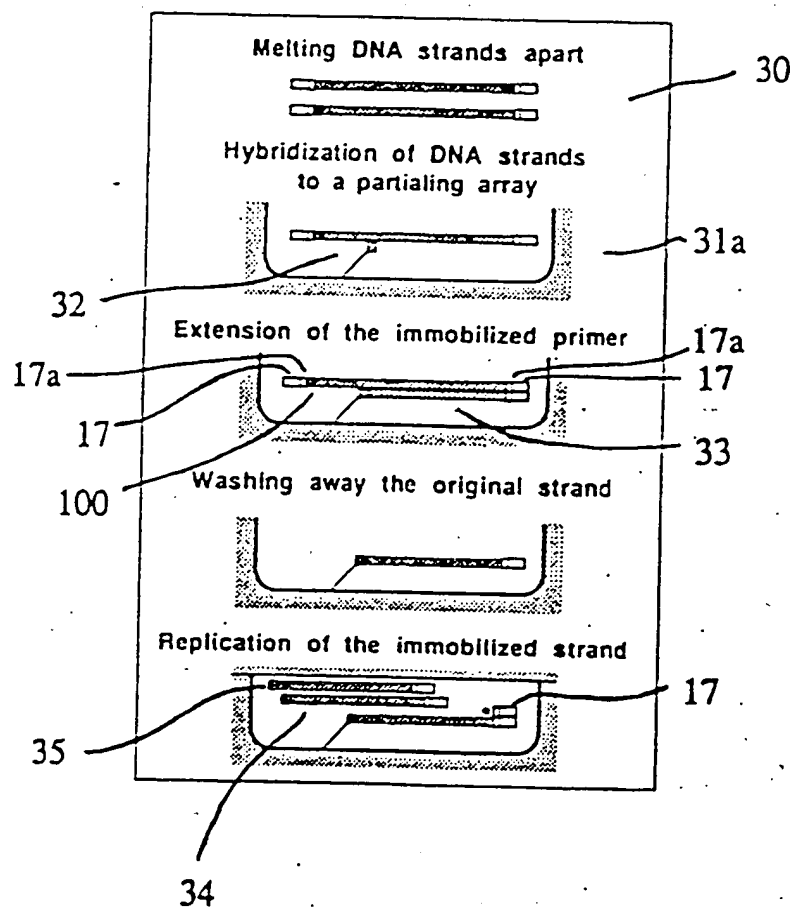 Melting DNA strands apart
30
Hybridization of DNA strands
to a partialing array
31a
32
Extension of the immobilized primer
17a
17a
17
17
33
100
Washing away the original strand
Replication of the immobilized strand
17
35
34